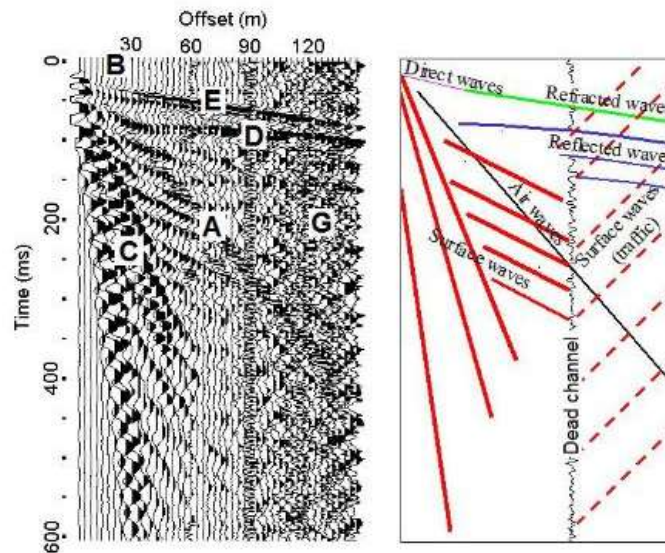 Offset (m)
30 60 90 120
0
200
400
600
Time (ms)
B
E
D
A
G
C
Direct waves
Refracted wave
Reflected wave
Air waves
Surface waves
Surface waves
(traffic)
Dead channel